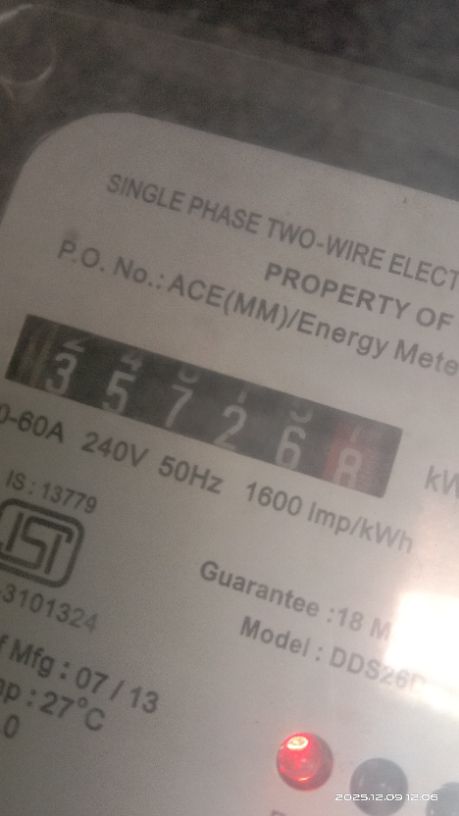 SINGLE PHASE TWO-WIRE ELECT
PROPERTY OF
P.O. No.: ACE(MM)/Energy Mete
357268
kW
0-60A 240V 50Hz 1600 Imp/kWh
IS : 13779
ISI
3101324
Guarantee : 18 M
Model : DDS26
f Mfg : 07 / 13
mp : 27°C
0
2025.12.09 12:06